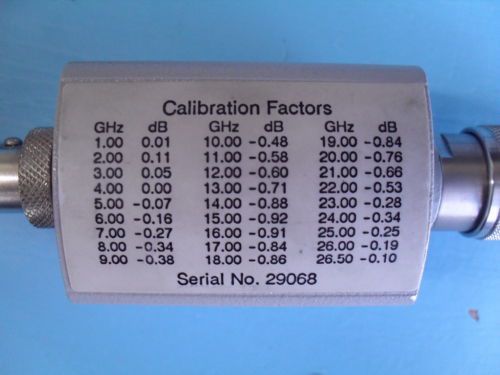 Calibration Factors
GHz dB GHz dB GHz dB
1.00 0.01 10.00 -0.48 19.00 -0.84
2.00 0.11 11.00 -0.58 20.00 -0.76
3.00 0.05 12.00 -0.60 21.00 -0.66
4.00 0.00 13.00 -0.71 22.00 -0.53
5.00 -0.07 14.00 -0.88 23.00 -0.28
6.00 -0.16 15.00 -0.92 24.00 -0.34
7.00 -0.27 16.00 -0.91 25.00 -0.25
8.00 -0.34 17.00 -0.84 26.00 -0.19
9.00 -0.38 18.00 -0.86 26.50 -0.10
Serial No. 29068